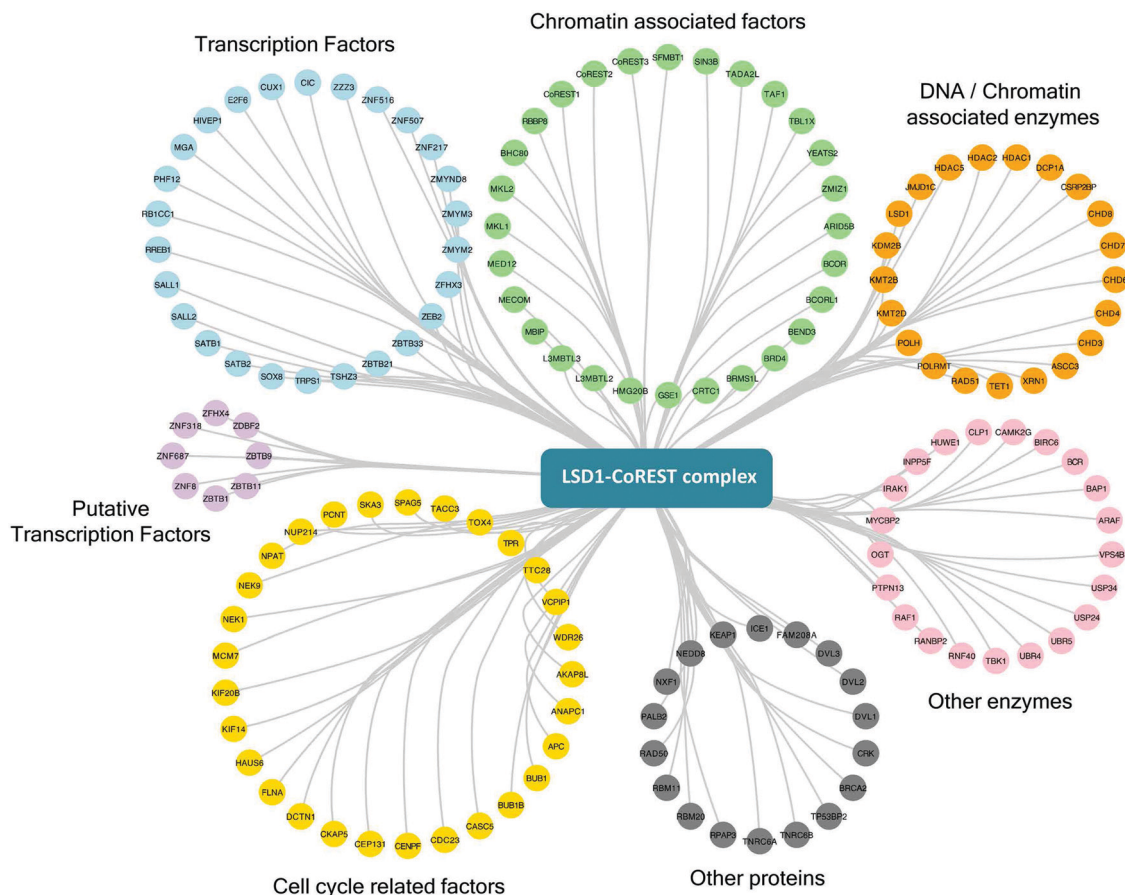 Transcription Factors
CIC
ZZZ3
ZNF516
ZNF507
ZNF217
ZMYND8
ZMYM3
ZMYM2
ZFHX3
ZEB2
ZBTB33
ZBTB21
TSHZ3
TRPS1
SOX8
SATB2
SATB1
SALL2
SALL1
RREB1
RB1CC1
PHF12
MGA
HIVEP1
E2F6
CUX1
Chromatin associated factors
SFMBT1
SIN3B
TADA2L
TAF1
TBL1X
YEATS2
ZMIZ1
ARID5B
BCOR
BCORL1
BEND3
BRD4
BRMS1L
CRTC1
GSE1
HMG20B
L3MBTL2
L3MBTL3
MBIP
MECOM
MED12
MKL1
MKL2
BHC80
RBBP8
CoREST1
CoREST2
CoREST3
DNA / Chromatin
associated enzymes
HDAC2
HDAC1
DCP1A
CSRP2BP
CHD8
CHD7
CHD6
CHD4
CHD3
ASCC3
XRN1
TET1
RAD51
POLRMT
POLH
KMT2D
KMT2B
KDM2B
LSD1
JMJD1C
HDAC5
LSD1-CoREST complex
ZFHX4
ZDBF2
ZBTB9
ZBTB11
ZBTB1
ZNF8
ZNF687
ZNF318
Putative
Transcription Factors
SPAG5
TACC3
TOX4
TPR
TTC28
VCPIP1
WDR26
AKAP8L
ANAPC1
APC
BUB1
BUB1B
CASC5
CDC23
CENPF
CEP131
CKAP5
DCTN1
FLNA
HAUS6
KIF14
KIF20B
MCM7
NEK1
NEK9
NPAT
NUP214
PCNT
SKA3
Cell cycle related factors
ICE1
FAM208A
DVL3
DVL2
DVL1
CRK
BRCA2
TP53BP2
TNRC6B
TNRC6A
RPAP3
RBM20
RBM11
RAD50
PALB2
NXF1
NEDD8
KEAP1
Other proteins
CLP1
CAMK2G
BIRC6
BCR
BAP1
ARAF
VPS4B
USP34
USP24
UBR5
UBR4
TBK1
RNF40
RANBP2
RAF1
PTPN13
OGT
MYCBP2
IRAK1
INPP5F
HUWE1
Other enzymes